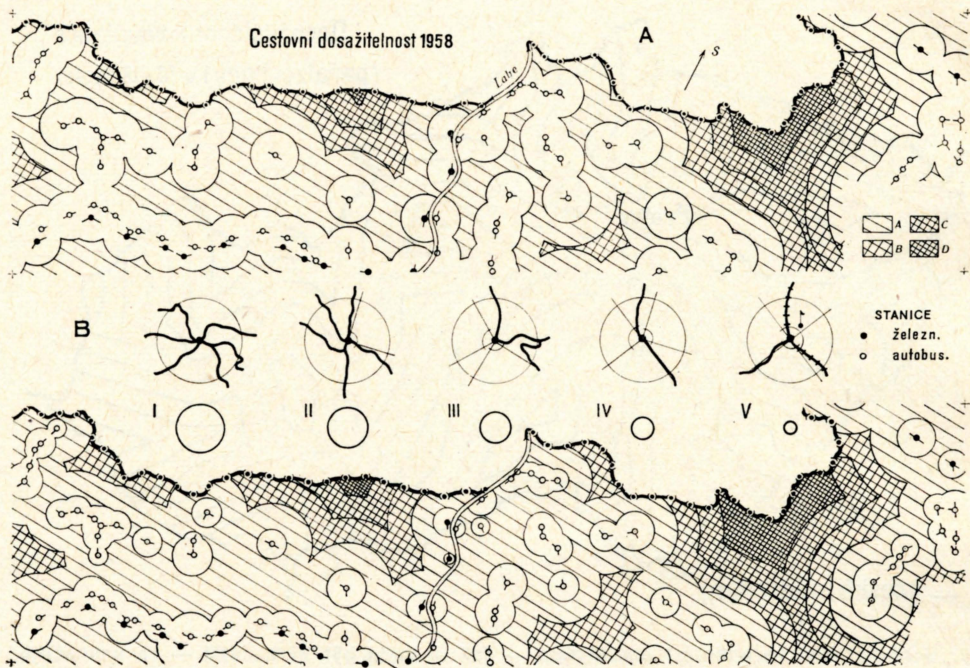 Cestovní dosažitelnost 1958
A
S
Labe
A C
B D
B
STANICE
železn.
autobus.
I II III IV V